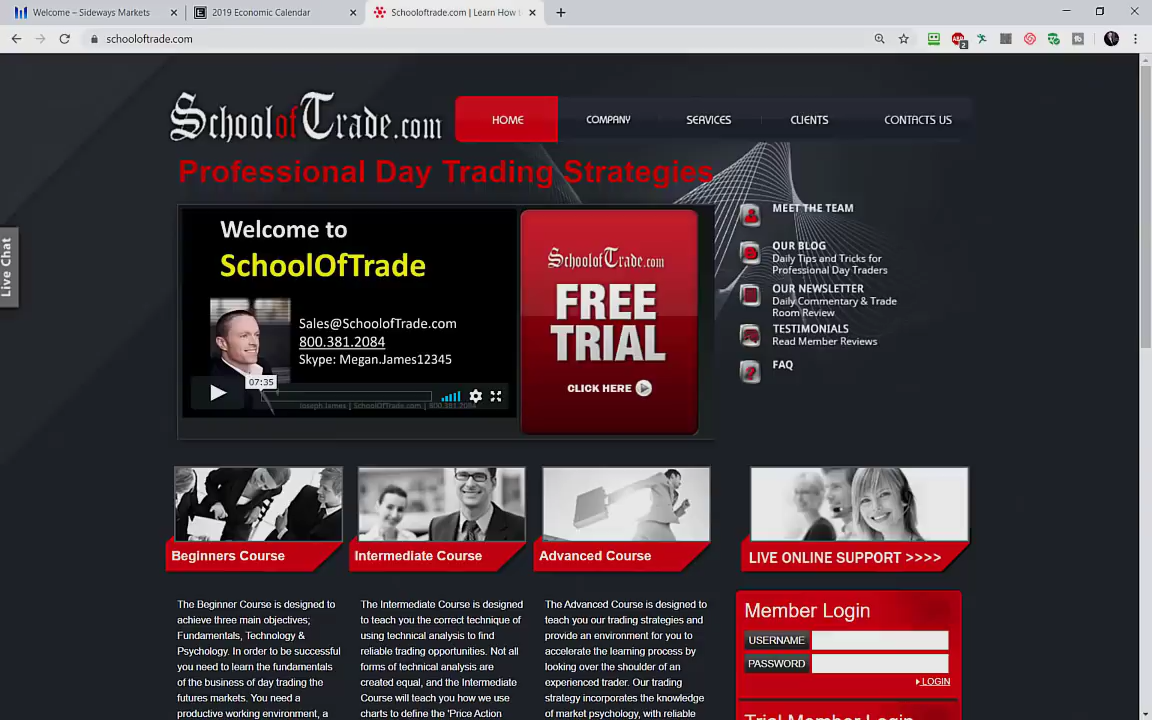 Welcome – Sideways Markets
2019 Economic Calendar
Schooloftrade.com | Learn How
schooloftrade.com
2
SchoolofTrade.com
HOME
COMPANY
SERVICES
CLIENTS
CONTACTS US
Professional Day Trading Strategies
Live Chat
Welcome to
SchoolOfTrade
Sales@SchoolofTrade.com
800.381.2084
Skype: Megan.James12345
07:35
Joseph James | SchoolOfTrade.com | 800.381.2084
SchoolofTrade.com
FREE
TRIAL
CLICK HERE
MEET THE TEAM
OUR BLOG
Daily Tips and Tricks for
Professional Day Traders
OUR NEWSLETTER
Daily Commentary & Trade
Room Review
TESTIMONIALS
Read Member Reviews
FAQ
Beginners Course
Intermediate Course
Advanced Course
LIVE ONLINE SUPPORT >>>>
The Beginner Course is designed to
achieve three main objectives;
Fundamentals, Technology &
Psychology. In order to be successful
you need to learn the fundamentals
of the business of day trading the
futures markets. You need a
productive working environment, a
The Intermediate Course is designed
to teach you the correct technique of
using technical analysis to find
reliable trading opportunities. Not all
forms of technical analysis are
created equal, and the Intermediate
Course will teach you how we use
charts to define the 'Price Action
The Advanced Course is designed to
teach you our trading strategies and
provide an environment for you to
accelerate the learning process by
looking over the shoulder of an
experienced trader. Our trading
strategy incorporates the knowledge
of market psychology, with reliable
Member Login
USERNAME
PASSWORD
LOGIN
Trial Member Login